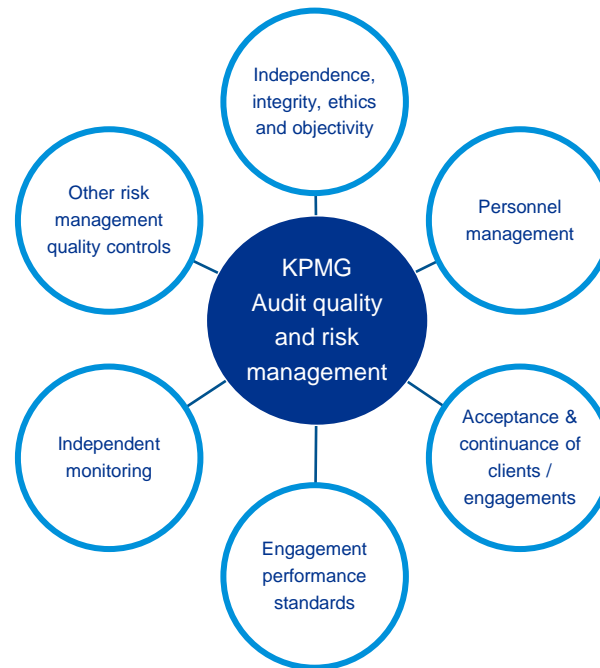 Independence,
integrity, ethics
and objectivity
Other risk
management
quality controls
Personnel
management
KPMG
Audit quality
and risk
management
Independent
monitoring
Acceptance &
continuance of
clients /
engagements
Engagement
performance
standards